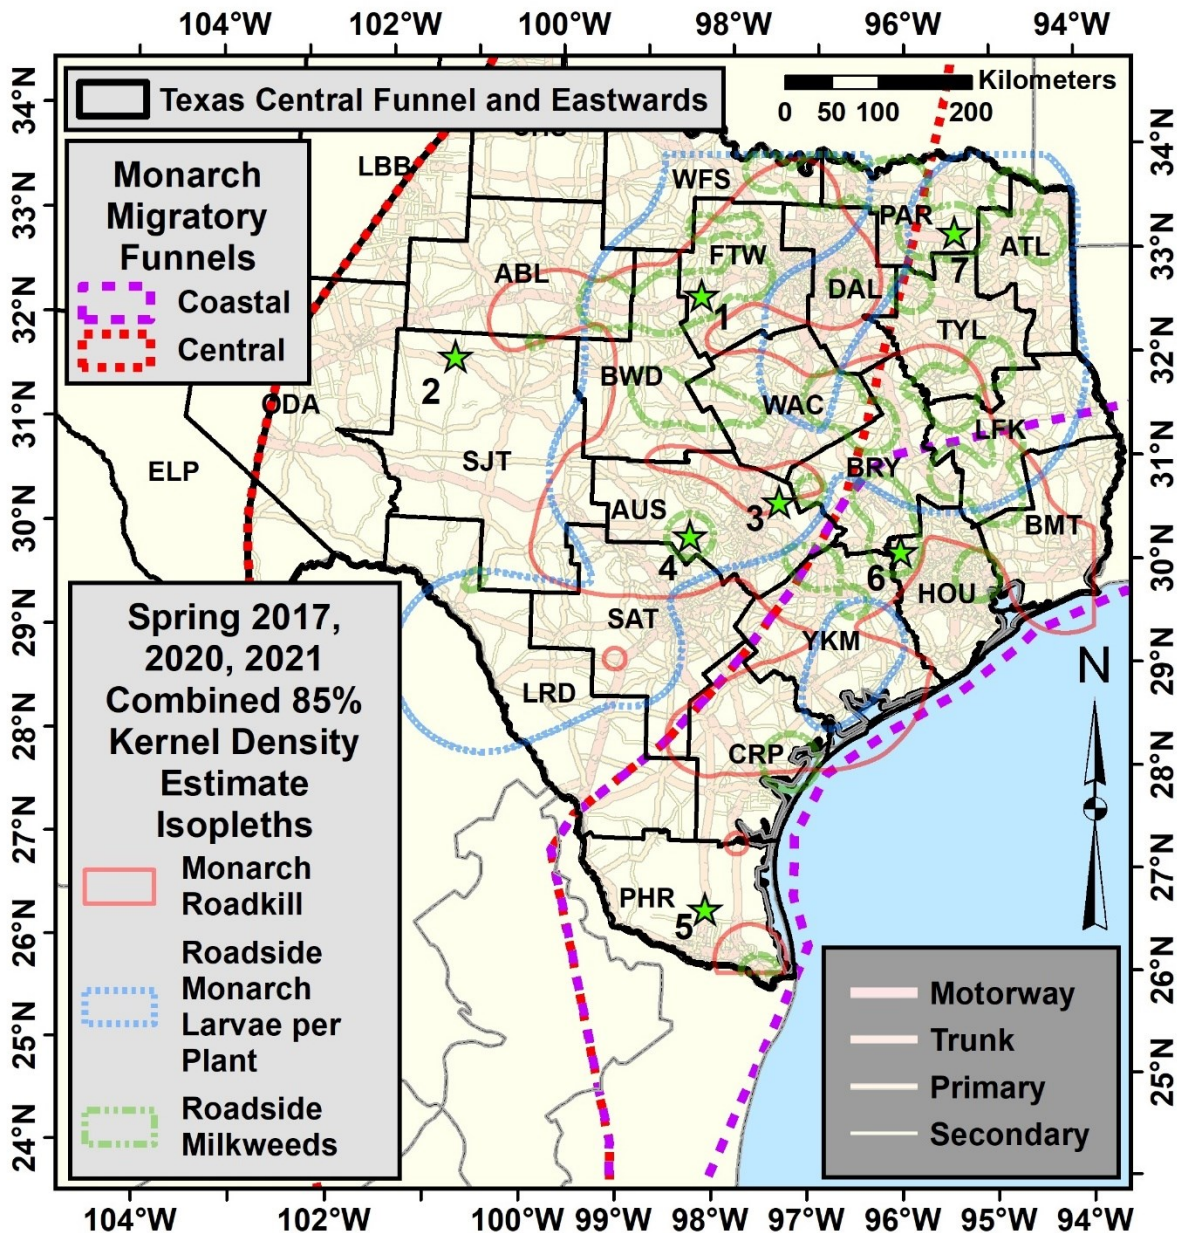 104°W 102°W 100°W 98°W 96°W 94°W
Texas Central Funnel and Eastwards
Kilometers
0 50 100 200
Monarch
Migratory
Funnels
Coastal
Central
LBB
WFS
PAR
ATL
FTW
ABL
DAL
7
1
TYL
2
BWD
WAC
ODA
LFK
ELP
SJT
BRY
AUS
3
BMT
4
6
HOU
SAT
YKM
LRD
N
CRP
PHR
5
Spring 2017,
2020, 2021
Combined 85%
Kernel Density
Estimate
Isopleths
Monarch
Roadkill
Roadside
Monarch
Larvae per
Plant
Roadside
Milkweeds
Motorway
Trunk
Primary
Secondary
34°N
33°N
32°N
31°N
30°N
29°N
28°N
27°N
26°N
25°N
24°N
34°N
33°N
32°N
31°N
30°N
29°N
28°N
27°N
26°N
25°N
104°W 102°W 100°W 99°W 98°W 97°W 96°W 95°W 94°W